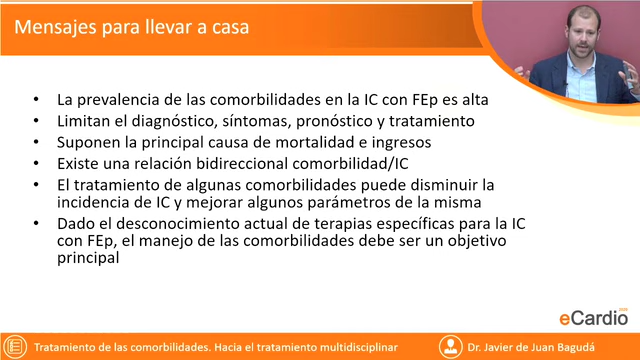 Mensajes para llevar a casa
• La prevalencia de las comorbilidades en la IC con FEp es alta
• Limitan el diagnóstico, síntomas, pronóstico y tratamiento
• Suponen la principal causa de mortalidad e ingresos
• Existe una relación bidireccional comorbilidad/IC
• El tratamiento de algunas comorbilidades puede disminuir la
incidencia de IC y mejorar algunos parámetros de la misma
• Dado el desconocimiento actual de terapias específicas para la IC
con FEp, el manejo de las comorbilidades debe ser un objetivo
principal
eCardio
Tratamiento de las comorbilidades. Hacia el tratamiento multidisciplinar
Dr. Javier de Juan Bagudá